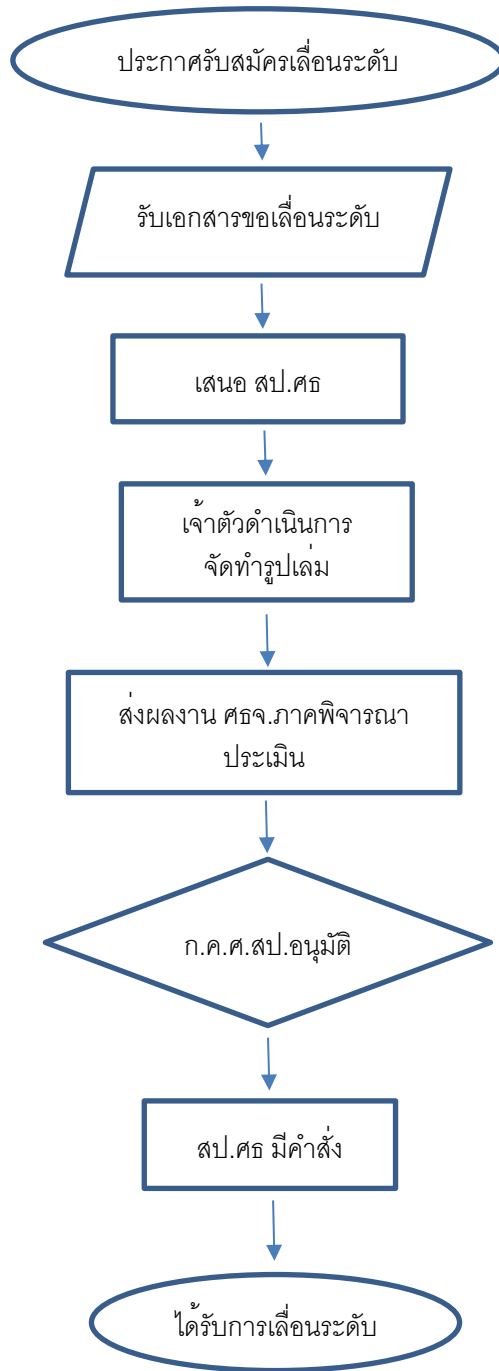 ประกาศรับสมัครเลื่อนระดับ
รับเอกสารขอเลื่อนระดับ
เสนอ สป.ศธ
เจ้าตัวดำเนินการ
จัดทำรูปเล่ม
ส่งผลงาน ศธจ.ภาคพิจารณา
ประเมิน
ก.ค.ศ.สป.อนุมัติ
สป.ศธ มีคำสั่ง
ได้รับการเลื่อนระดับ